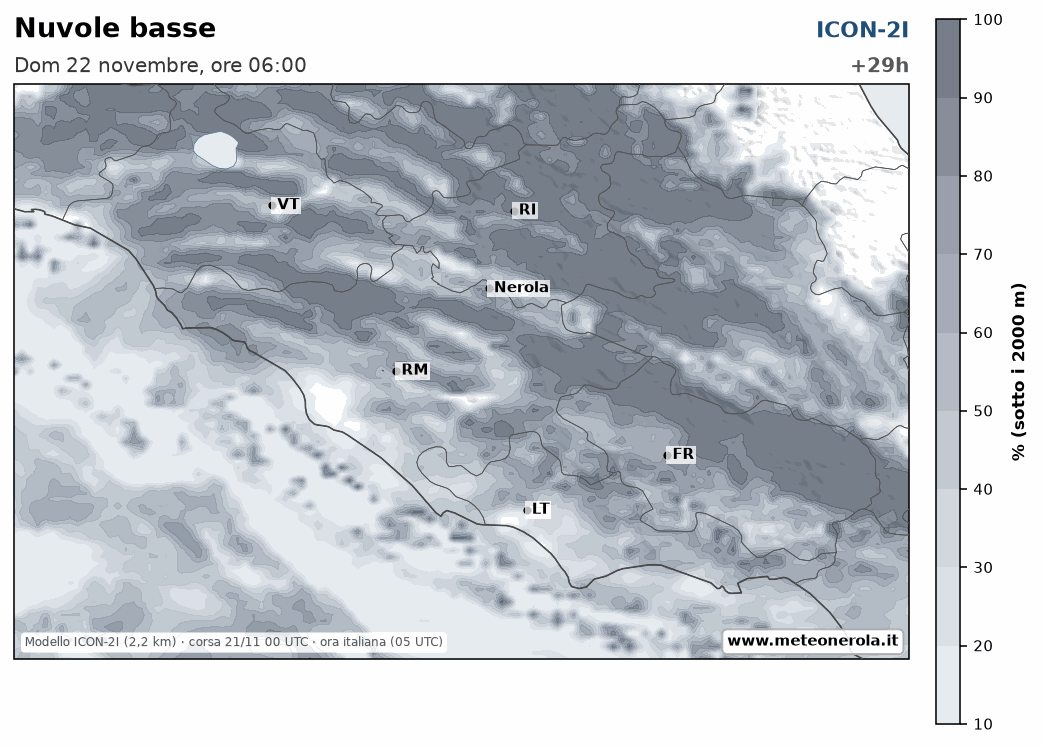 Nuvole basse
ICON-2I
Dom 22 novembre, ore 06:00
+29h
VT
RI
Nerola
RM
FR
LT
Modello ICON-2I (2,2 km) · corsa 21/11 00 UTC · ora italiana (05 UTC)
www.meteonerola.it
100
90
80
70
60
50
40
30
20
10
% (sotto i 2000 m)